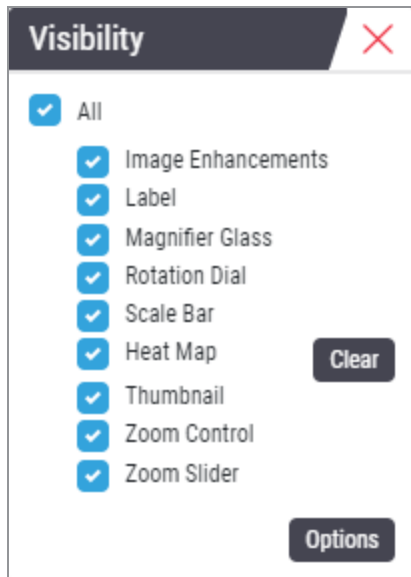 Visibility
All
Image Enhancements
Label
Magnifier Glass
Rotation Dial
Scale Bar
Heat Map Clear
Thumbnail
Zoom Control
Zoom Slider
Options